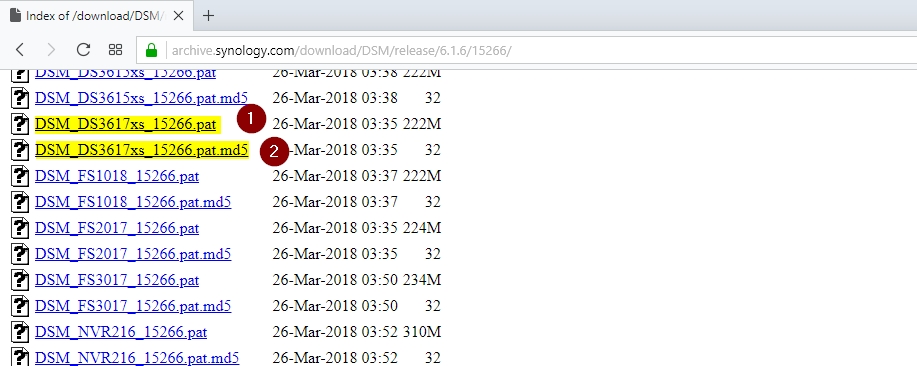 Index of /download/DSM/
archive.synology.com/download/DSM/release/6.1.6/15266/
DSM_DS3615xs_15266.pat 26-Mar-2018 03:38 222M
DSM_DS3615xs_15266.pat.md5 26-Mar-2018 03:38 32
DSM_DS3617xs_15266.pat 1 26-Mar-2018 03:35 222M
DSM_DS3617xs_15266.pat.md5 2 26-Mar-2018 03:35 32
DSM_FS1018_15266.pat 26-Mar-2018 03:37 222M
DSM_FS1018_15266.pat.md5 26-Mar-2018 03:37 32
DSM_FS2017_15266.pat 26-Mar-2018 03:35 224M
DSM_FS2017_15266.pat.md5 26-Mar-2018 03:35 32
DSM_FS3017_15266.pat 26-Mar-2018 03:50 234M
DSM_FS3017_15266.pat.md5 26-Mar-2018 03:50 32
DSM_NVR216_15266.pat 26-Mar-2018 03:52 310M
DSM_NVR216_15266.pat.md5 26-Mar-2018 03:52 32